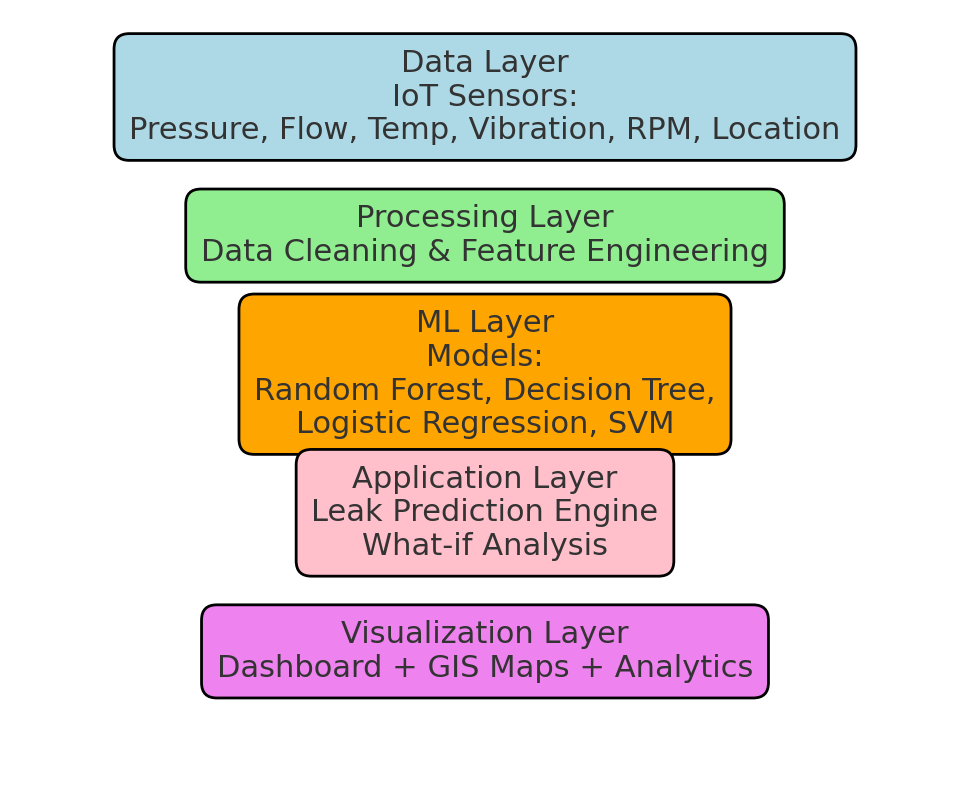 Data Layer
IoT Sensors:
Pressure, Flow, Temp, Vibration, RPM, Location
Processing Layer
Data Cleaning & Feature Engineering
ML Layer
Models:
Random Forest, Decision Tree,
Logistic Regression, SVM
Application Layer
Leak Prediction Engine
What-if Analysis
Visualization Layer
Dashboard + GIS Maps + Analytics